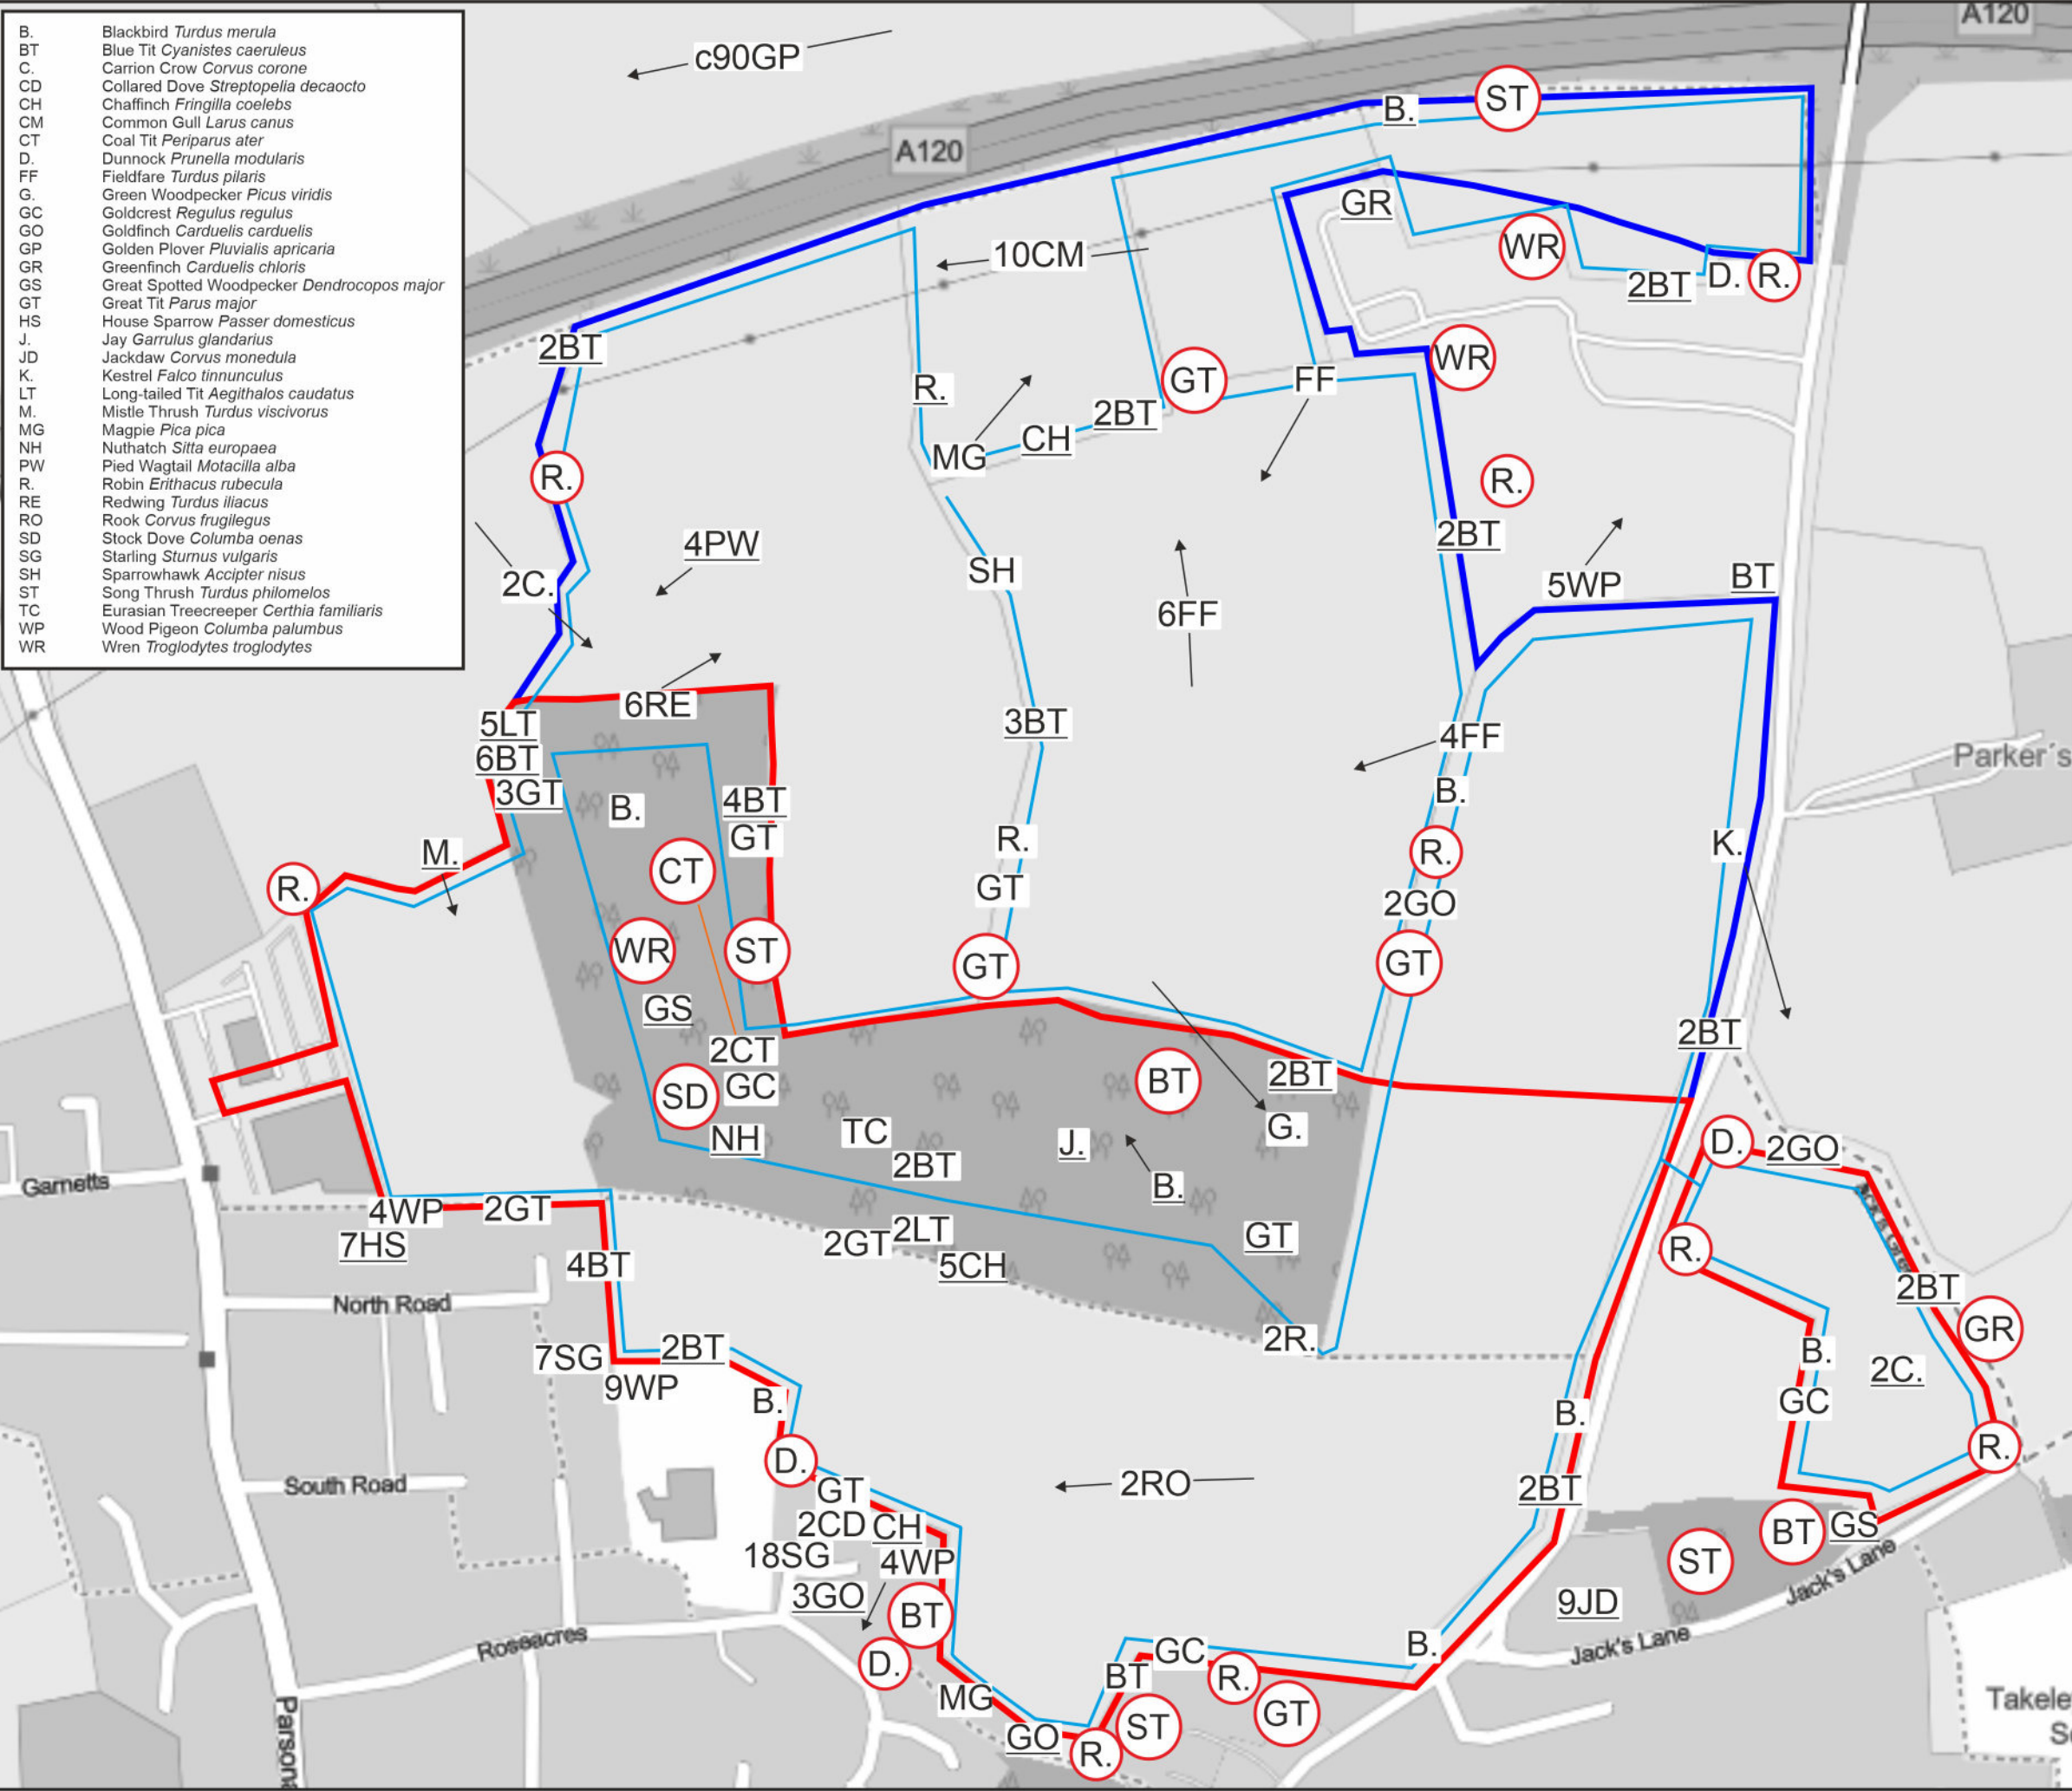 B. Blackbird Turdus merula
BT Blue Tit Cyanistes caeruleus
C. Carrion Crow Corvus corone
CD Collared Dove Streptopelia decaocto
CH Chaffinch Fringilla coelebs
CM Common Gull Larus canus
CT Coal Tit Periparus ater
D. Dunnock Prunella modularis
FF Fieldfare Turdus pilaris
G. Green Woodpecker Picus viridis
GC Goldcrest Regulus regulus
GO Goldfinch Carduelis carduelis
GP Golden Plover Pluvialis apricaria
GR Greenfinch Carduelis chloris
GS Great Spotted Woodpecker Dendrocopos major
GT Great Tit Parus major
HS House Sparrow Passer domesticus
J. Jay Garrulus glandarius
JD Jackdaw Corvus monedula
K. Kestrel Falco tinnunculus
LT Long-tailed Tit Aegithalos caudatus
M. Mistle Thrush Turdus viscivorus
MG Magpie Pica pica
NH Nuthatch Sitta europaea
PW Pied Wagtail Motacilla alba
R. Robin Erithacus rubecula
RE Redwing Turdus iliacus
RO Rook Corvus frugilegus
SD Stock Dove Columba oenas
SG Starling Sturnus vulgaris
SH Sparrowhawk Accipter nisus
ST Song Thrush Turdus philomelos
TC Eurasian Treecreeper Certhia familiaris
WP Wood Pigeon Columba palumbus
WR Wren Troglodytes troglodytes
A120
c90GP
B.
ST
A120
GR
WR
10CM
2BT
D.
R.
2BT
WR
GT
FF
R.
2BT
CH
MG
R.
R.
2BT
4PW
SH
2C.
5WP
BT
6FF
6RE
5LT
3BT
4FF
6BT
3GT
Parker's
B.
4BT
B.
GT
R.
K.
M.
CT
R.
R.
GT
2GO
WR
ST
GT
GT
GS
2BT
2CT
GC
SD
BT
2BT
NH
TC
J.
G.
D.
2GO
2BT
B.
Garnetts
4WP
2GT
7HS
2GT
2LT
GT
R.
4BT
5CH
2BT
North Road
GR
7SG
2BT
2R.
B.
2C.
9WP
B.
GC
B.
D.
R.
South Road
GT
2RO
2BT
2CD
CH
BT
GS
18SG
4WP
ST
Jack's Lane
3GO
BT
9JD
Roseacres
D.
GC
B.
Jack's Lane
BT
R.
MG
GT
Takele
GO
ST
R.
S
Parsona